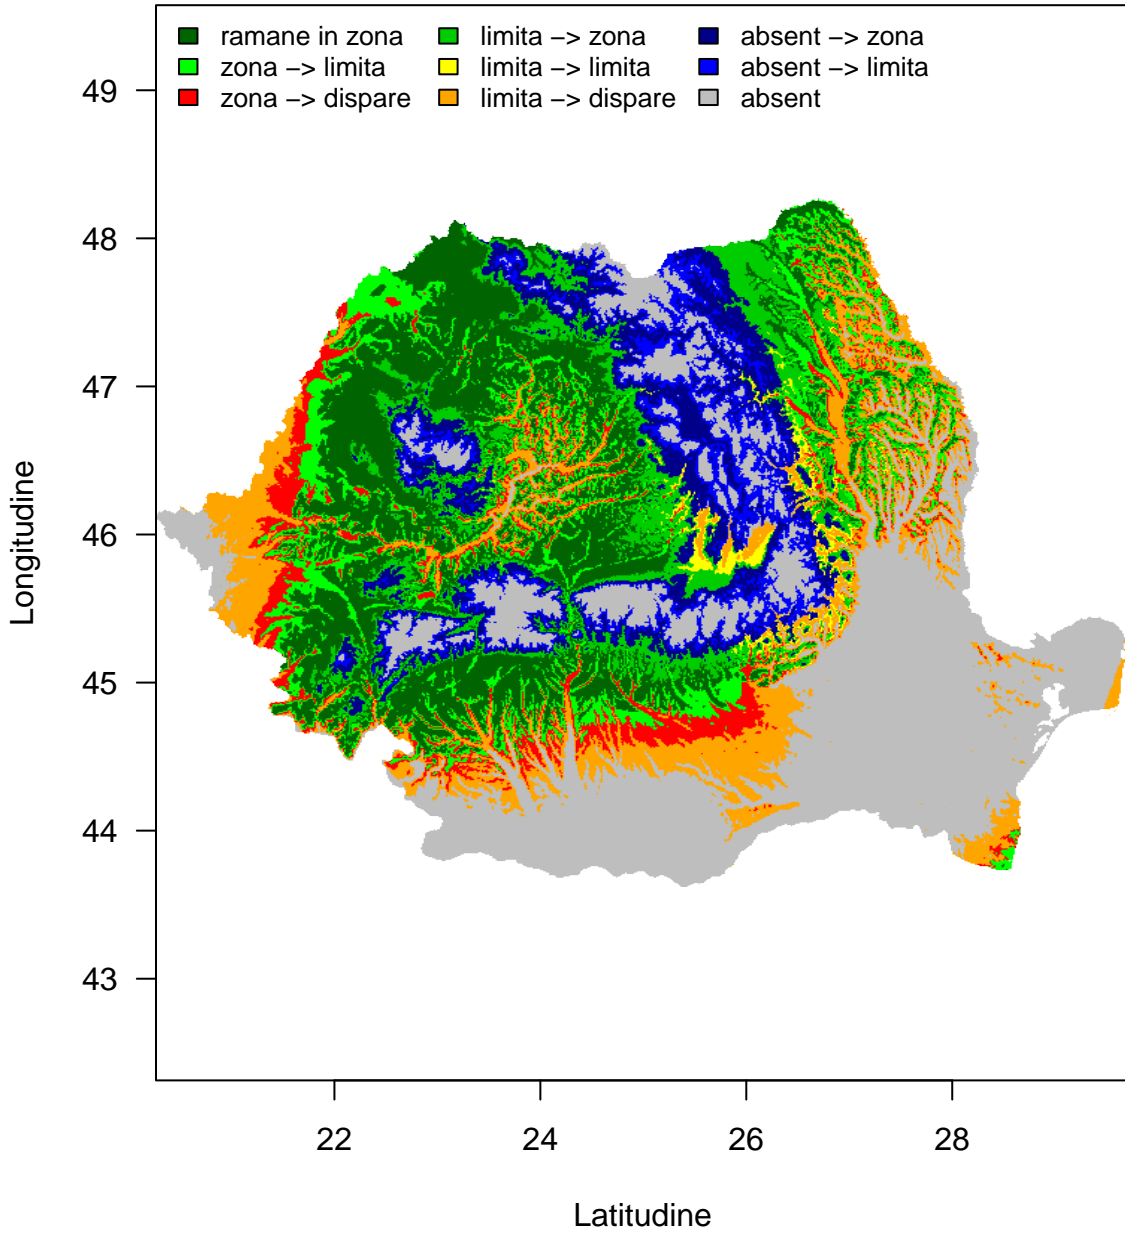 ramane in zona limita −> zona absent −> zona
zona −> limita limita −> limita absent −> limita
zona −> dispare limita −> dispare absent
49
48
47
46
45
44
43
Longitudine
22 24 26 28
Latitudine